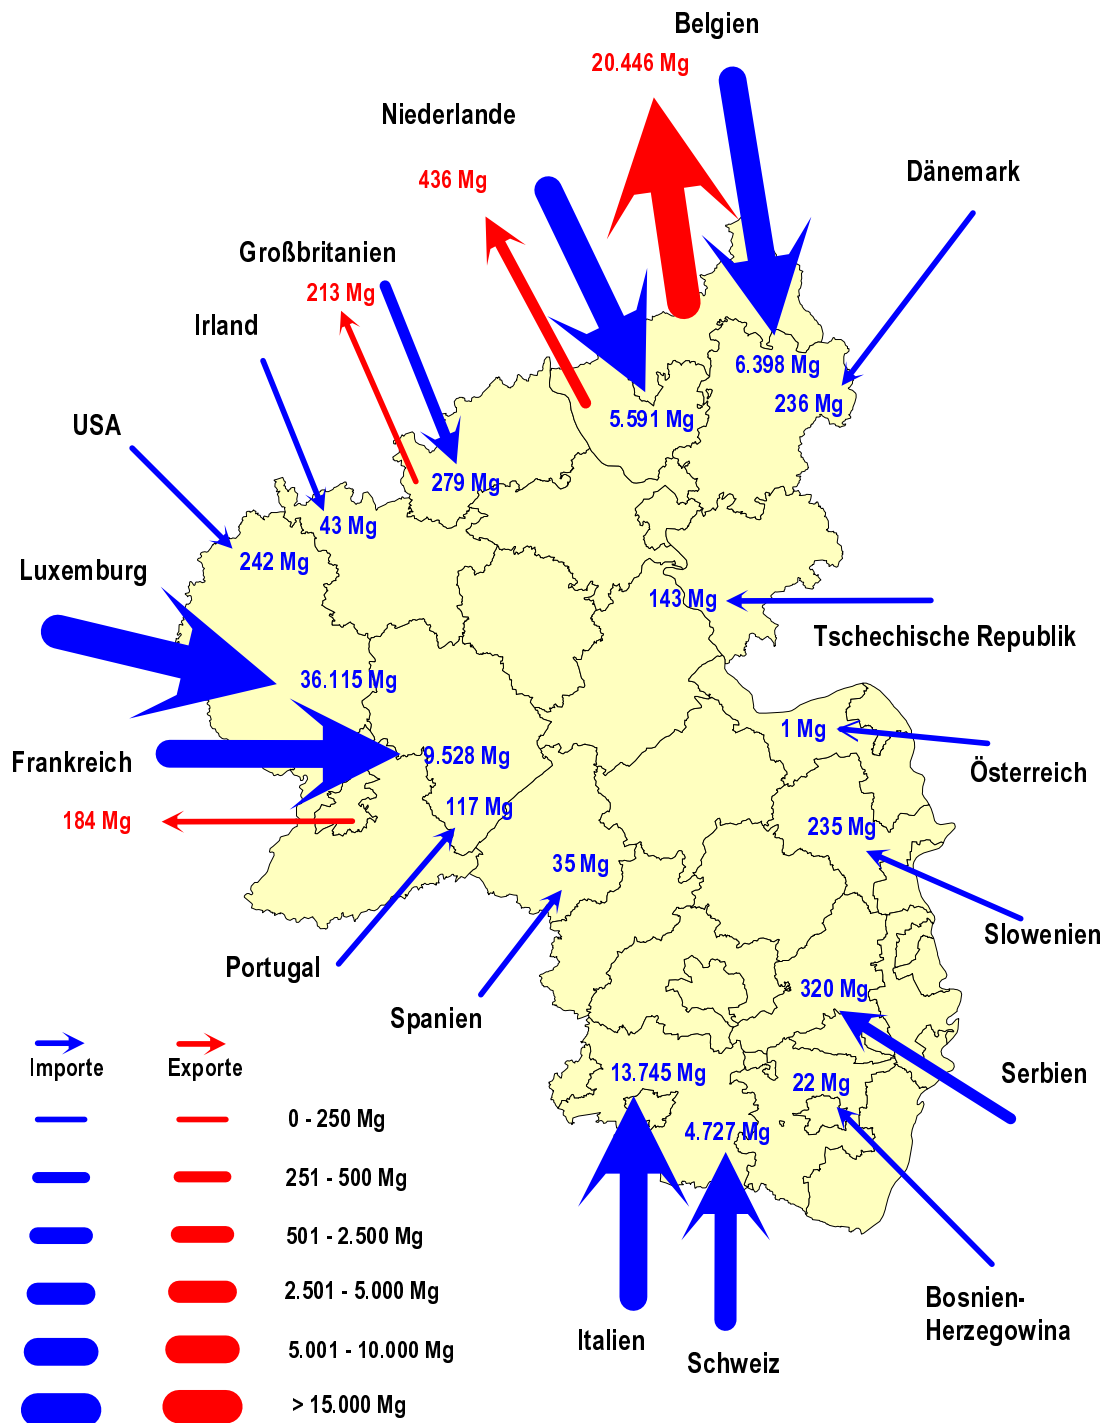 Belgien
20.446 Mg
Niederlande
436 Mg
Dänemark
Großbritanien
213 Mg
Irland
6.398 Mg
236 Mg
5.591 Mg
USA
279 Mg
43 Mg
242 Mg
Luxemburg
143 Mg
Tschechische Republik
36.115 Mg
1 Mg
Frankreich
9.528 Mg
Österreich
117 Mg
184 Mg
235 Mg
35 Mg
Slowenien
Portugal
320 Mg
Spanien
Serbien
13.745 Mg
22 Mg
4.727 Mg
Importe
Exporte
0 - 250 Mg
251 - 500 Mg
501 - 2.500 Mg
2.501 - 5.000 Mg
5.001 - 10.000 Mg
> 15.000 Mg
Bosnien-
Herzegowina
Italien
Schweiz